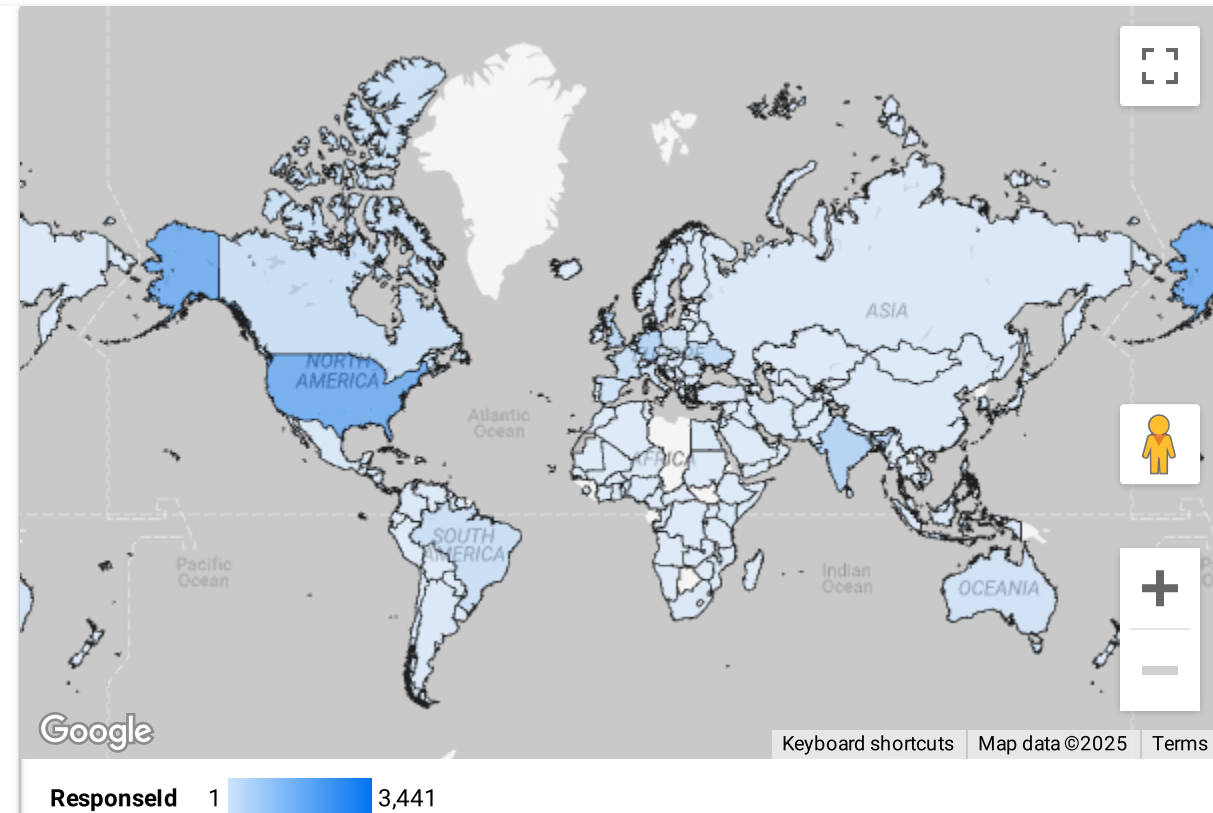 ASIA
NORTH
AMERICA
EUROPE
Atlantic
Ocean
AFRICA
SOUTH
AMERICA
Pacific
Ocean
Indian
Ocean
OCEANIA
Google
Keyboard shortcuts
Map data ©2025
Terms
ResponseId 1 3,441